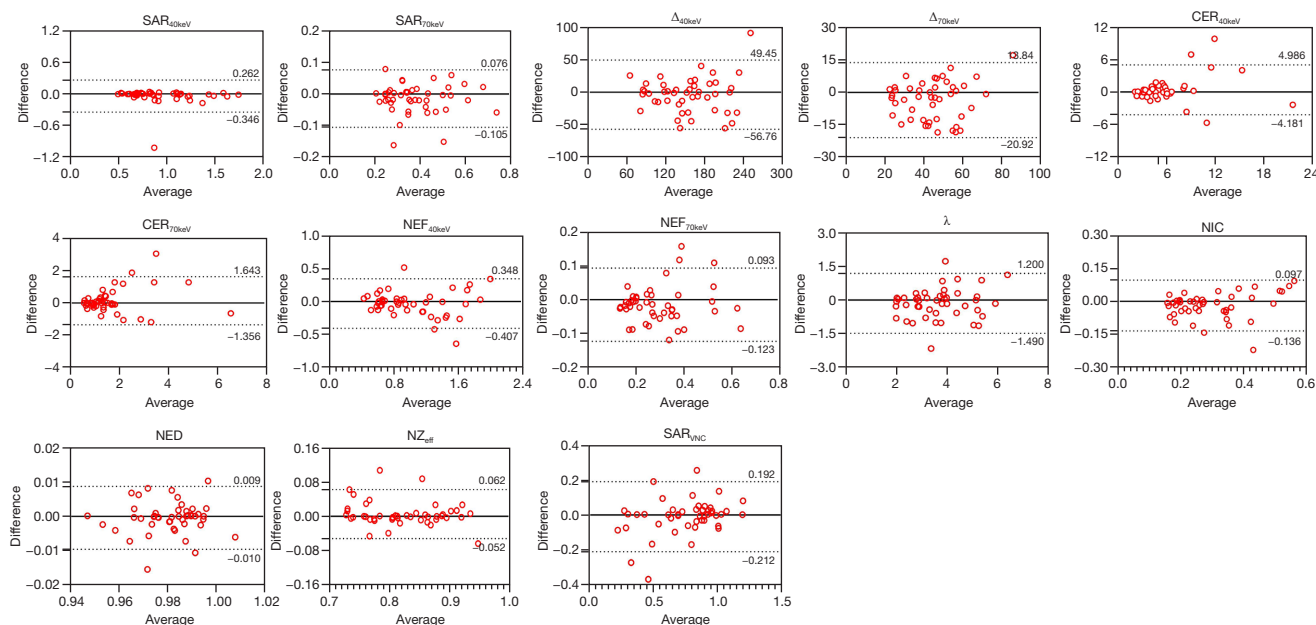 SAR40keV
1.2
0.6
0.0
−0.6
−1.2
0.262
−0.346
0.0 0.5 1.0 1.5 2.0
Difference
Average
SAR70keV
0.2
0.1
0.0
−0.1
−0.2
0.076
−0.105
0.0 0.2 0.4 0.6 0.8
Difference
Average
Δ40keV
100
50
0
−50
−100
49.45
−56.76
0 60 120 180 240 300
Difference
Average
Δ70keV
30
15
0
−15
−30
13.84
−20.92
0 20 40 60 80 100
Difference
Average
CER40keV
12
6
0
−6
−12
4.986
−4.181
0 6 12 18 24
Difference
Average
CER70keV
4
2
0
−2
−4
1.643
−1.356
0 2 4 6 8
Difference
Average
NEF40keV
1.0
0.5
0.0
−0.5
−1.0
0.348
−0.407
0.0 0.8 1.6 2.4
Difference
Average
NEF70keV
0.2
0.1
0.0
−0.1
−0.2
0.093
−0.123
0.0 0.2 0.4 0.6 0.8
Difference
Average
λ
3.0
1.5
0.0
−1.5
−3.0
1.200
−1.490
0 2 4 6 8
Difference
Average
NIC
0.30
0.15
0.00
−0.15
−0.30
0.097
−0.136
0.0 0.2 0.4 0.6
Difference
Average
NED
0.02
0.01
0.00
−0.01
−0.02
0.009
−0.010
0.94 0.96 0.98 1.00 1.02
Difference
Average
NZeff
0.16
0.08
0.00
−0.08
−0.16
0.062
−0.052
0.7 0.8 0.9 1.0
Difference
Average
SARVNC
0.4
0.2
0.0
−0.2
−0.4
0.192
−0.212
0.0 0.5 1.0 1.5
Difference
Average